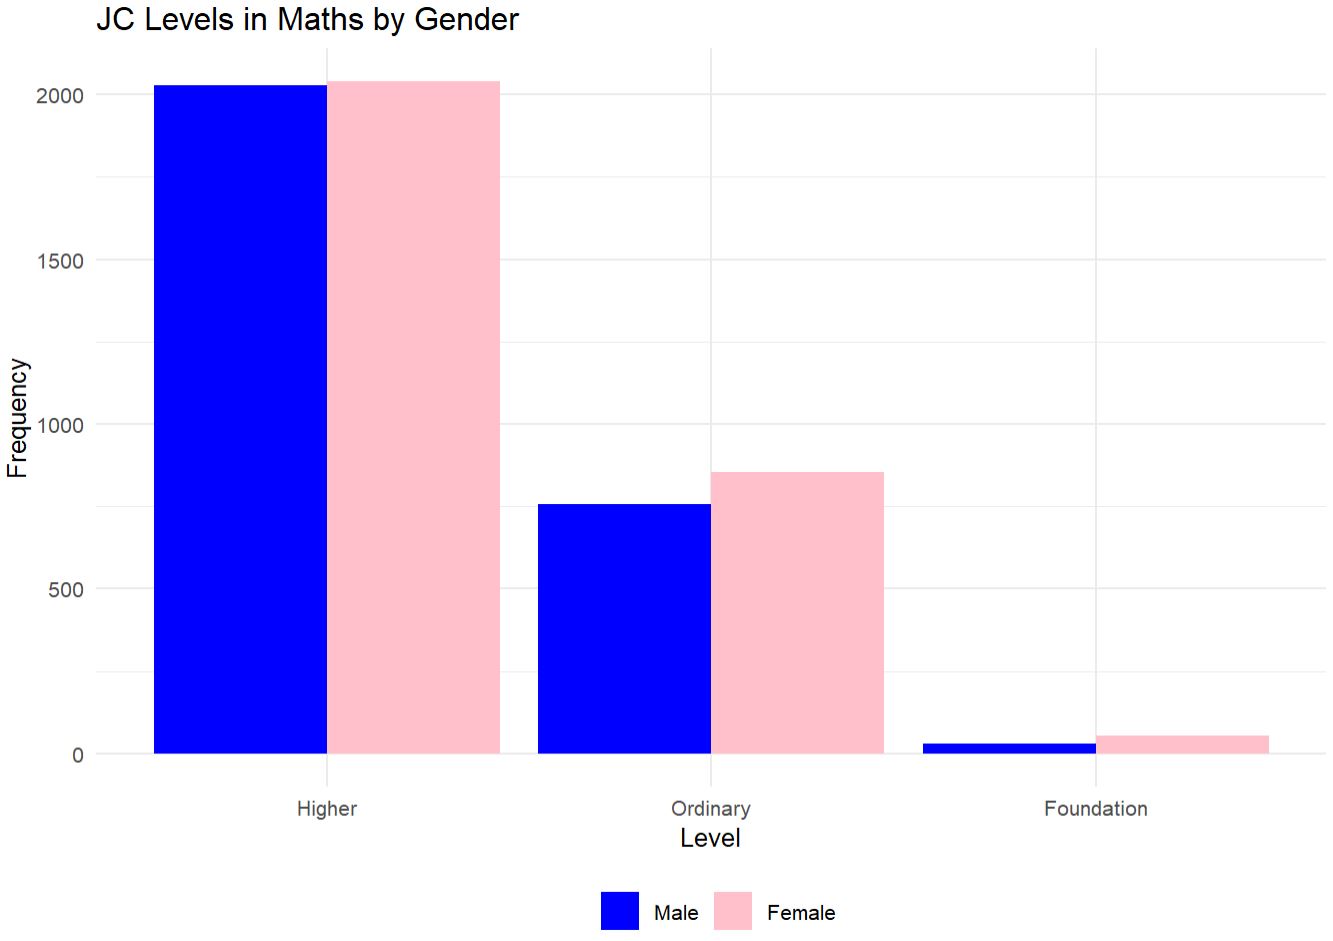 JC Levels in Maths by Gender
Frequency
2000
1500
1000
500
0
Higher Ordinary Foundation
Level
Male Female